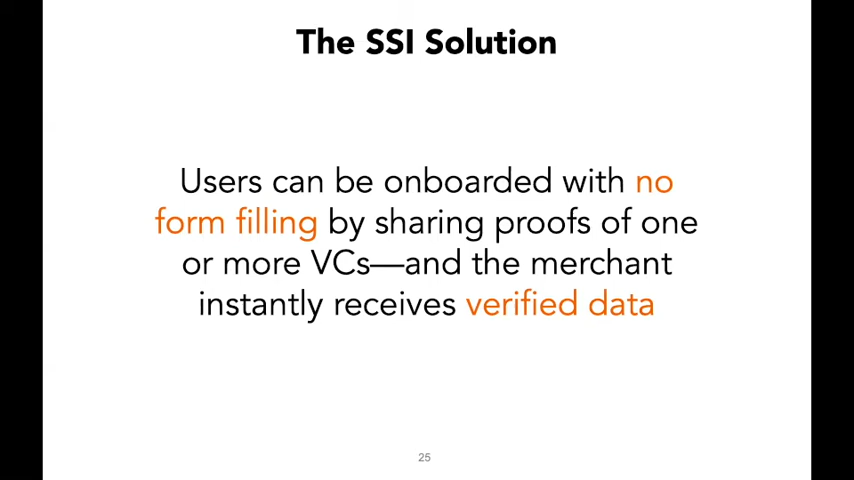 The SSI Solution
Users can be onboarded with no
form filling by sharing proofs of one
or more VCs—and the merchant
instantly receives verified data
25